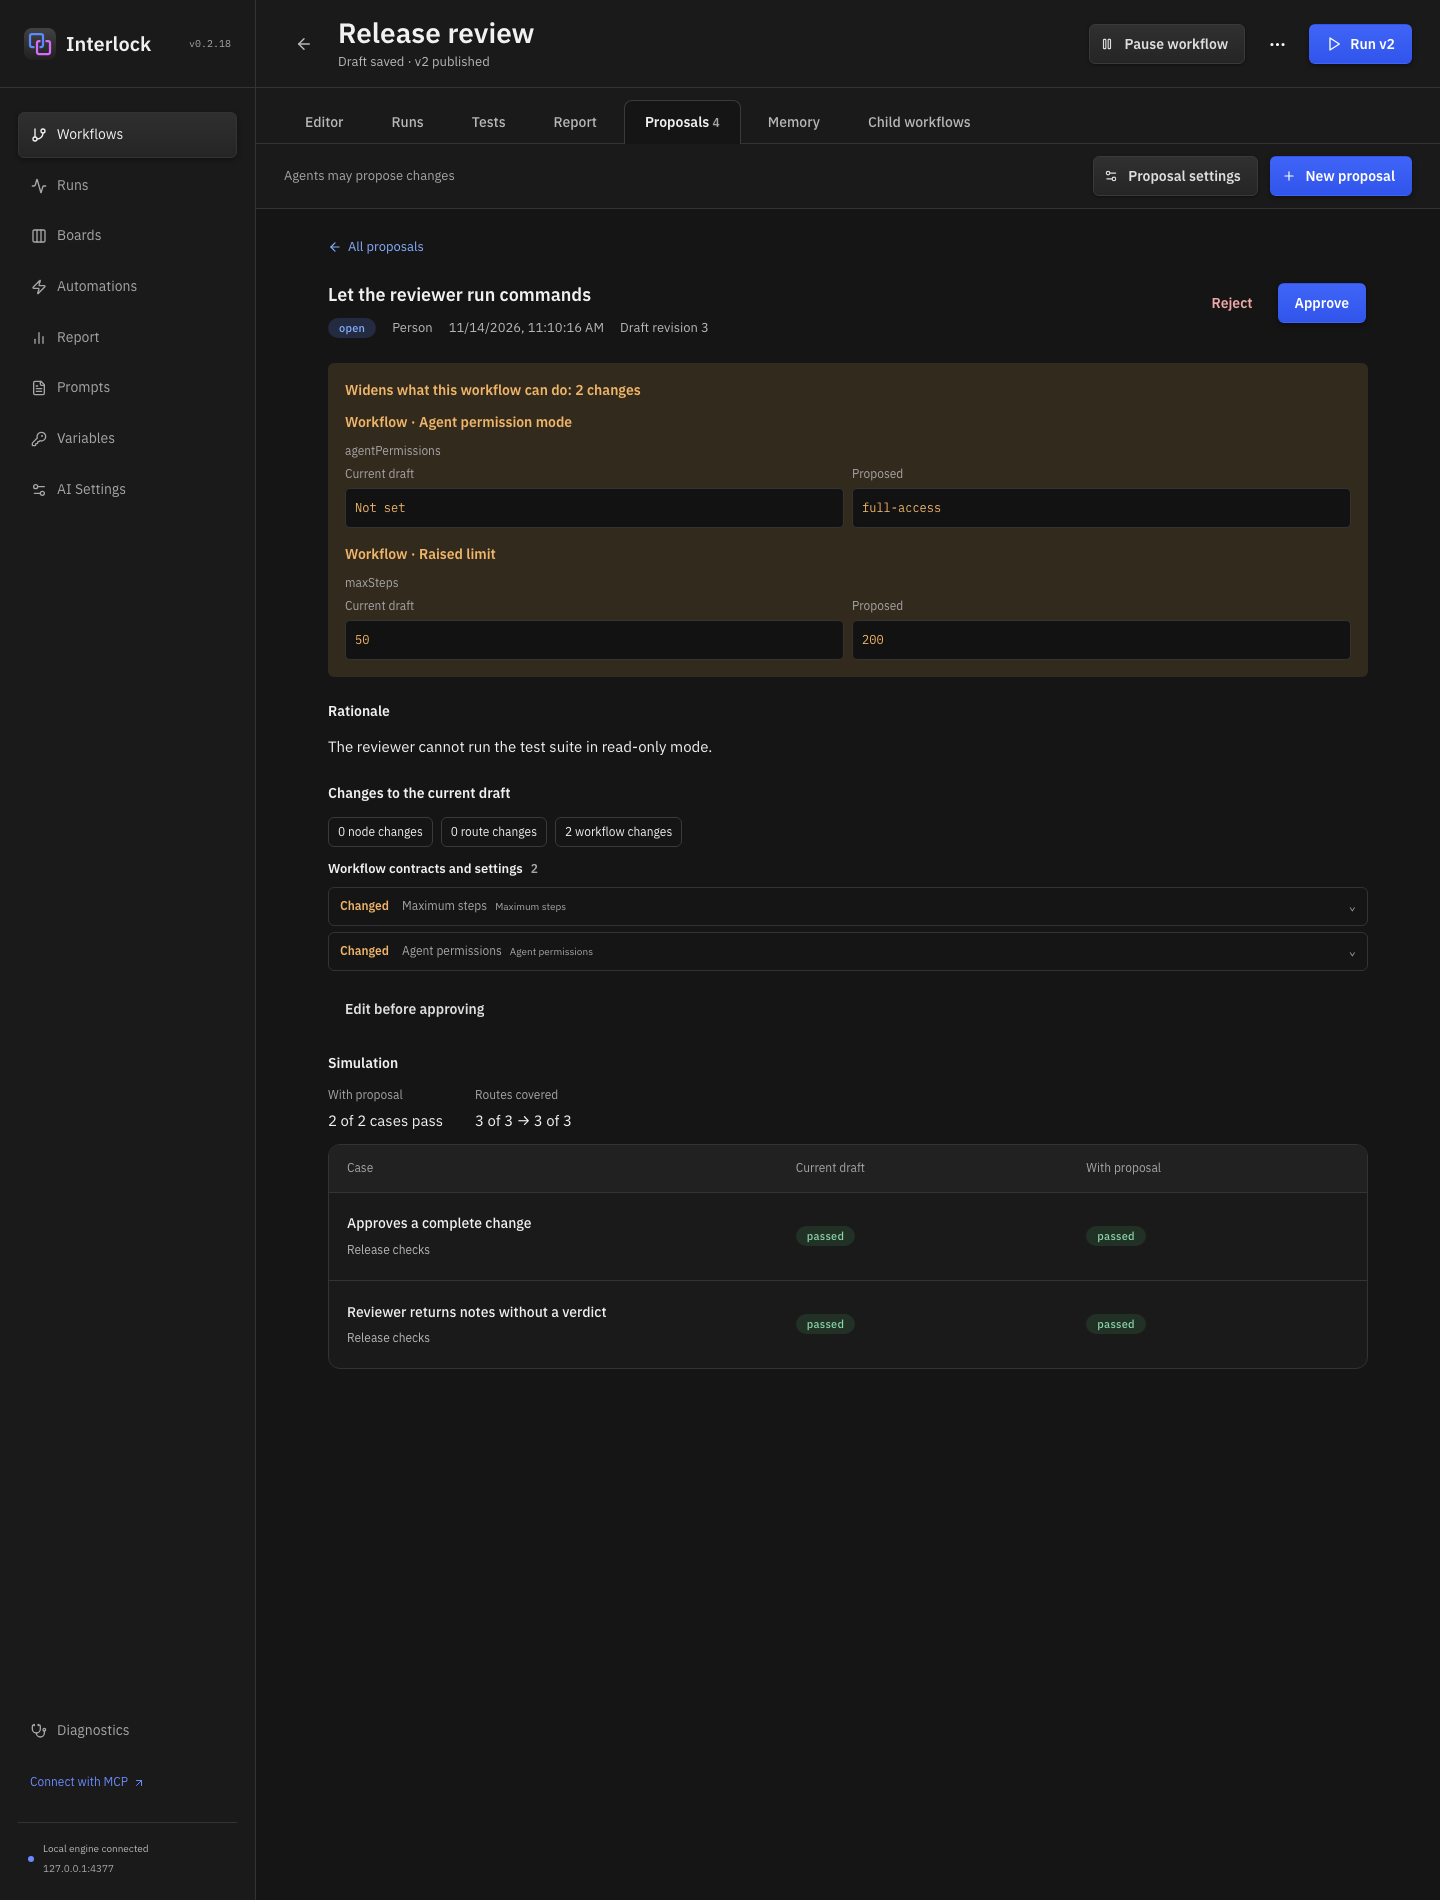 Interlock
v0.2.18
Workflows
Runs
Boards
Automations
Report
Prompts
Variables
AI Settings
Diagnostics
Connect with MCP
Local engine connected
127.0.0.1:4377
Release review
Draft saved · v2 published
Pause workflow
Run v2
Editor
Runs
Tests
Report
Proposals 4
Memory
Child workflows
Agents may propose changes
Proposal settings
New proposal
All proposals
Let the reviewer run commands
Reject
Approve
open
Person
11/14/2026, 11:10:16 AM
Draft revision 3
Widens what this workflow can do: 2 changes
Workflow · Agent permission mode
agentPermissions
Current draft
Proposed
Not set
full-access
Workflow · Raised limit
maxSteps
Current draft
Proposed
50
200
Rationale
The reviewer cannot run the test suite in read-only mode.
Changes to the current draft
0 node changes
0 route changes
2 workflow changes
Workflow contracts and settings 2
Changed Maximum steps Maximum steps
Changed Agent permissions Agent permissions
Edit before approving
Simulation
With proposal
Routes covered
2 of 2 cases pass
3 of 3 → 3 of 3
Case
Current draft
With proposal
Approves a complete change
Release checks
passed
passed
Reviewer returns notes without a verdict
Release checks
passed
passed